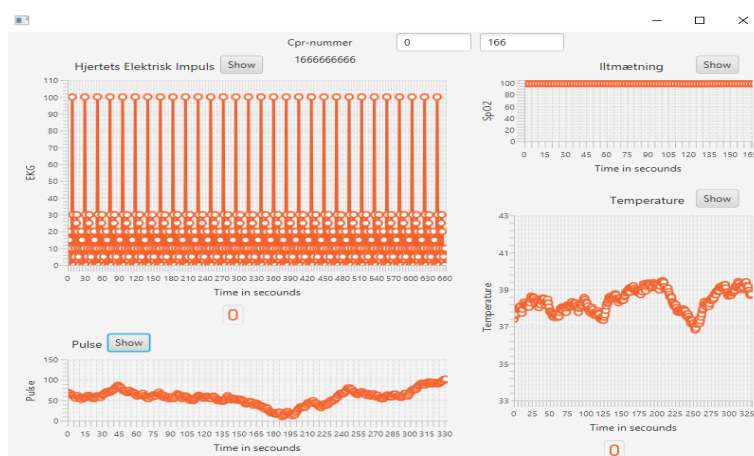 Cpr-nummer 0 166
1666666666
Hjertets Elektrisk Impuls Show
110
100
90
80
70
60
50
40
30
20
10
0
EKG
0 30 60 90 120 150 180 210 240 270 300 330 360 390 420 450 480 510 540 570 600 630 660
Time in secounds
Pulse Show
150
100
50
0
Pulse
0 15 30 45 60 75 90 105 120 135 150 165 180 195 210 225 240 255 270 285 300 315 330
Time in secounds
Iltmætning Show
100
80
60
40
20
0
SpO2
0 15 30 45 60 75 90 105 120 135 150 165
Time in secounds
Temperature Show
43
41
39
37
35
33
Temperature
0 25 50 75 100 125 150 175 200 225 250 275 300 325
Time in secounds